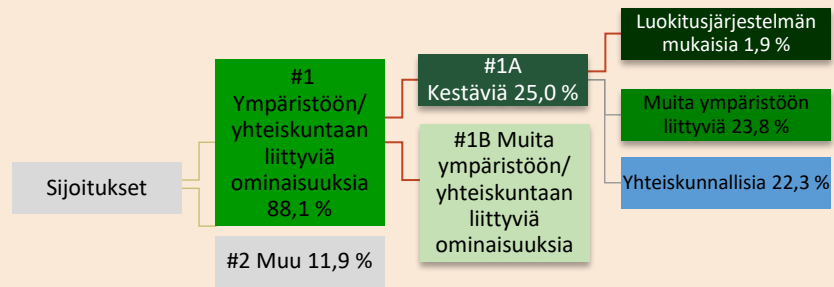 Sijoitukset
#1
Ympäristöön/
yhteiskuntaan
liittyviä
ominaisuuksia
88,1 %
#2 Muu 11,9 %
#1A
Kestäviä 25,0 %
#1B Muita
ympäristöön/
yhteiskuntaan
liittyviä
ominaisuuksia
Luokitusjärjestelmän
mukaisia 1,9 %
Muita ympäristöön
liittyviä 23,8 %
Yhteiskunnallisia 22,3 %